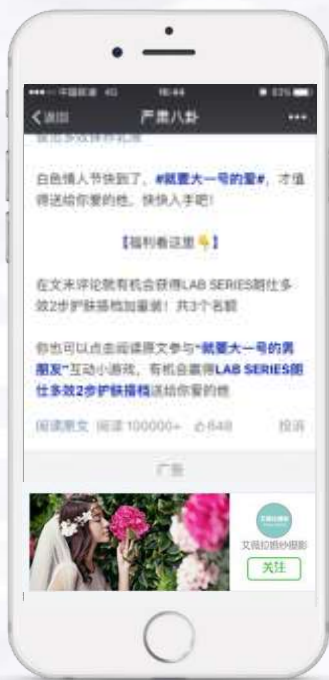 中国联通 4G 16:44 83%
返回 严肃八卦
白色情人节快到了，#就要大一号的爱#，才值
得送给你爱的他，快快入手吧！
【福利看这里👇】
在文末评论就有机会获得LAB SERIES朗仕多
效2步护肤搭档加量装！共3个名额
你也可以点击阅读原文参与“就要大一号的男
朋友”互动小游戏，有机会赢得LAB SERIES朗
仕多效2步护肤搭档送给你爱的他
阅读原文 阅读 100000+ 648 投诉
广告
艾薇拉婚纱摄影
关注